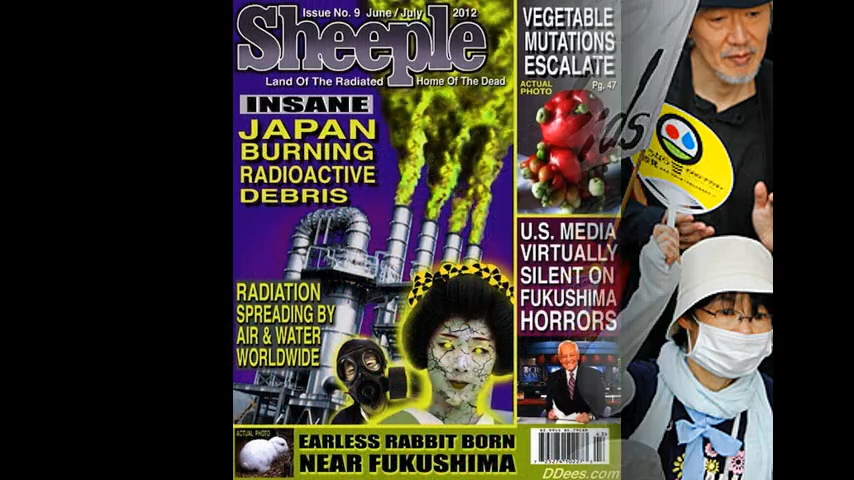 Issue No. 9 June / July 2012
Sheeple
Land Of The Radiated Home Of The Dead
INSANE
JAPAN
BURNING
RADIOACTIVE
DEBRIS
RADIATION
SPREADING BY
AIR & WATER
WORLDWIDE
ACTUAL PHOTO
EARLESS RABBIT BORN
NEAR FUKUSHIMA
VEGETABLE
MUTATIONS
ESCALATE
ACTUAL
PHOTO
Pg. 47
U.S. MEDIA
VIRTUALLY
SILENT ON
FUKUSHIMA
HORRORS
DDees.com
ids